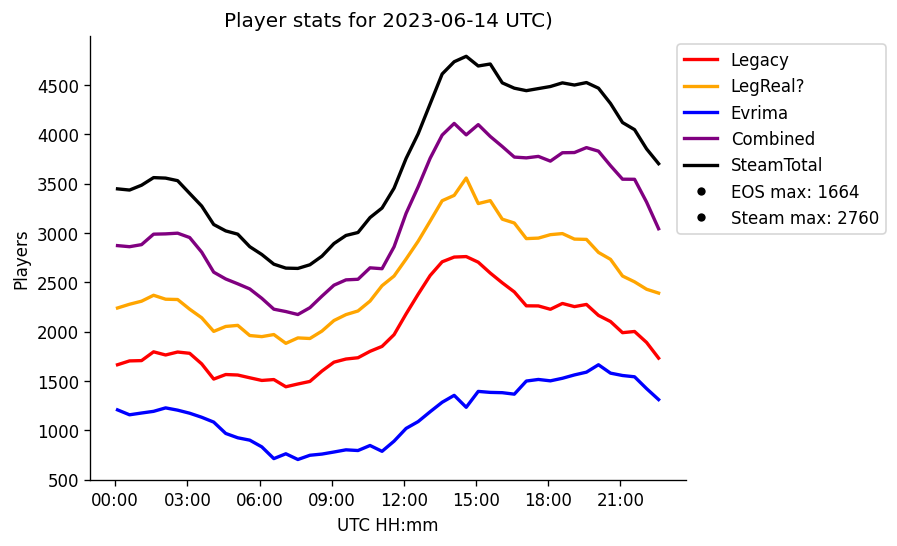 Player stats for 2023-06-14 UTC)
Legacy
LegReal?
Evrima
Combined
SteamTotal
EOS max: 1664
Steam max: 2760
Players
4500
4000
3500
3000
2500
2000
1500
1000
500
00:00 03:00 06:00 09:00 12:00 15:00 18:00 21:00
UTC HH:mm